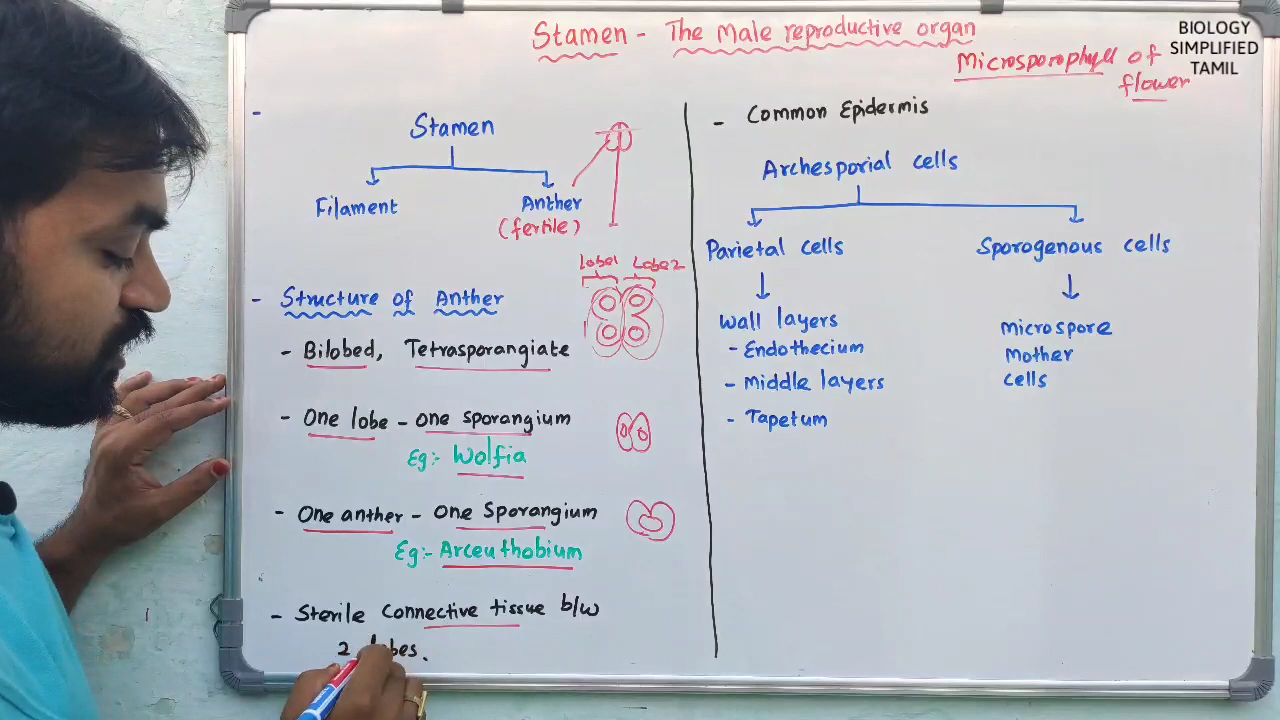 Stamen - The Male reproductive organ
BIOLOGY
SIMPLIFIED
TAMIL
Microsporophyll of
flower
- Stamen
Filament
Anther
(fertile)
Lobe1 Lobe2
- Structure of Anther
- Bilobed, Tetrasporangiate
- One lobe - one sporangium
Eg:- Wolfia
- One anther - One Sporangium
Eg:- Arceuthobium
- Sterile Connective tissue b/w
2 lobes.
- Common Epidermis
Archesporial cells
Parietal cells
Sporogenous cells
Wall layers
- Endothecium
- Middle layers
- Tapetum
Microspore
Mother
cells